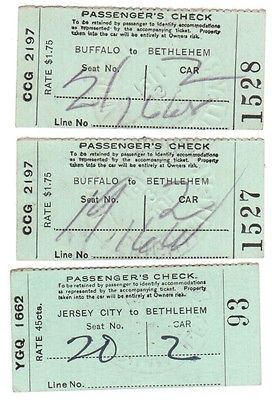 PASSENGER'S CHECK
To be retained by passenger to identify accommodations
as represented by the accompanying ticket. Property
taken into the car will be entirely at Owners risk.
BUFFALO to BETHLEHEM
Seat No. CAR
Line No
CCG 2197
RATE $1.75
1528
PASSENGER'S CHECK
To be retained by passenger to identify accommodations
as represented by the accompanying ticket. Property
taken into the car will be entirely at Owners risk.
BUFFALO to BETHLEHEM
Seat No. CAR
Line No.
CCG 2197
RATE $1.75
1527
PASSENGER'S CHECK.
To be retained by passenger to identify accommodations
as represented by the accompanying ticket. Property
taken into the car will be entirely at Owners risk.
JERSEY CITY to BETHLEHEM
Seat No. CAR
20 2
Line No.
YGQ 1662
RATE 45cts.
93